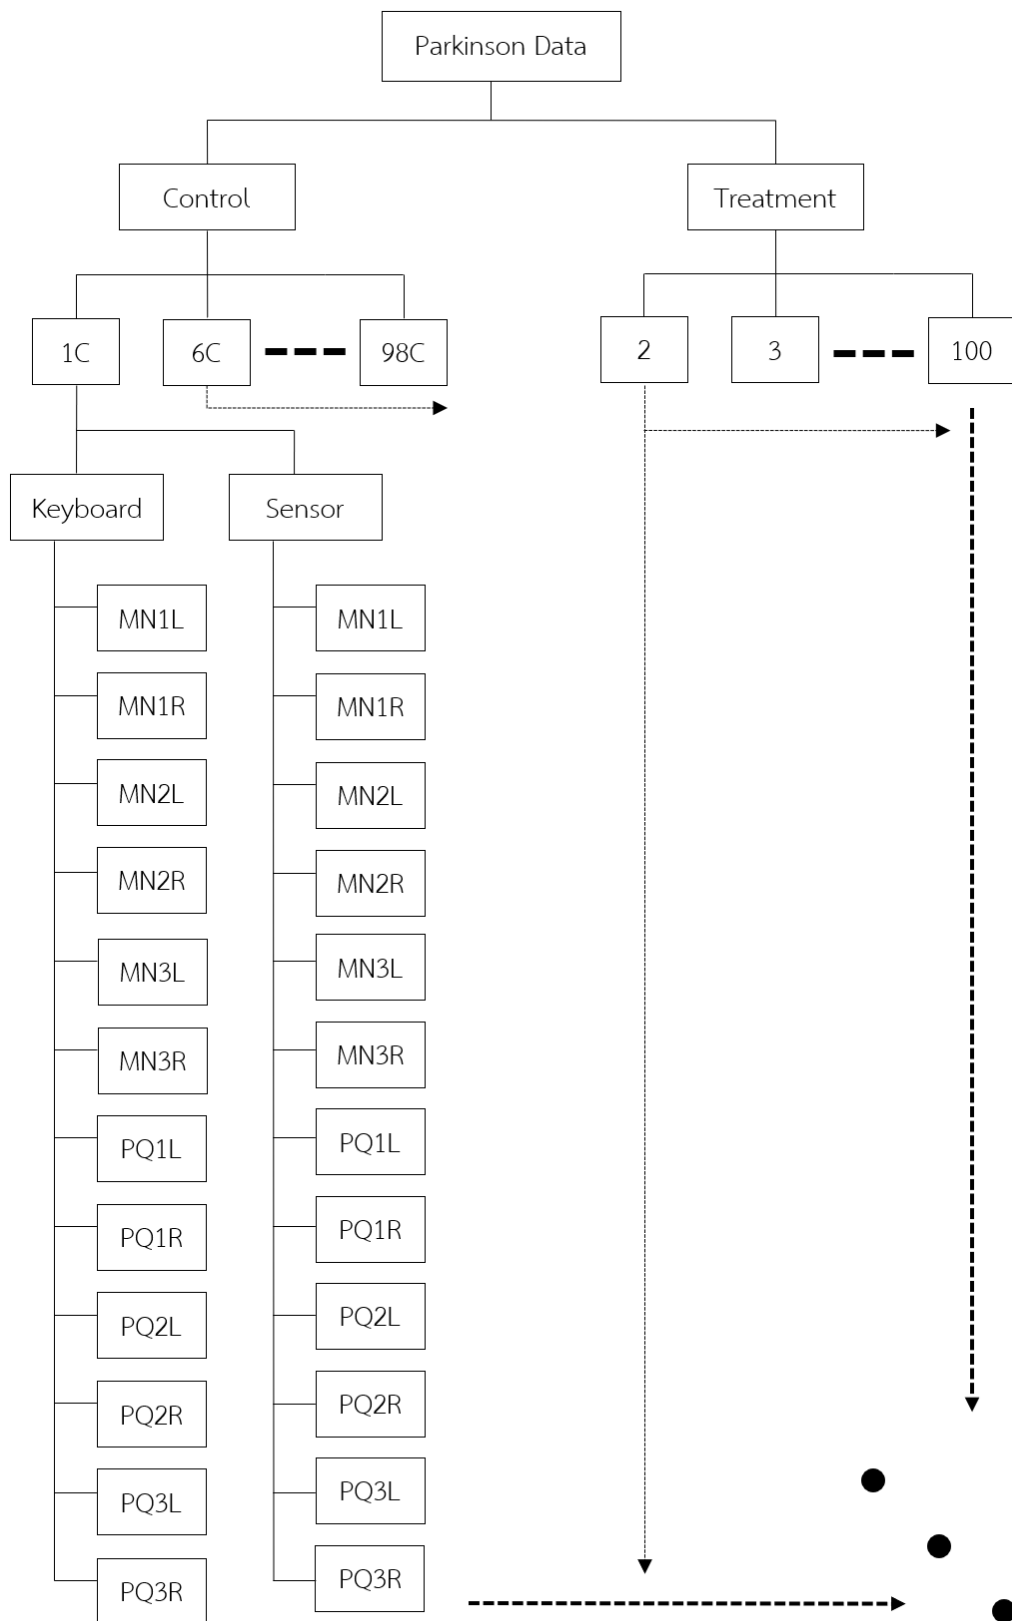 Parkinson Data
Control
Treatment
1C
6C
98C
2
3
100
Keyboard
Sensor
MN1L
MN1R
MN2L
MN2R
MN3L
MN3R
PQ1L
PQ1R
PQ2L
PQ2R
PQ3L
PQ3R
MN1L
MN1R
MN2L
MN2R
MN3L
MN3R
PQ1L
PQ1R
PQ2L
PQ2R
PQ3L
PQ3R